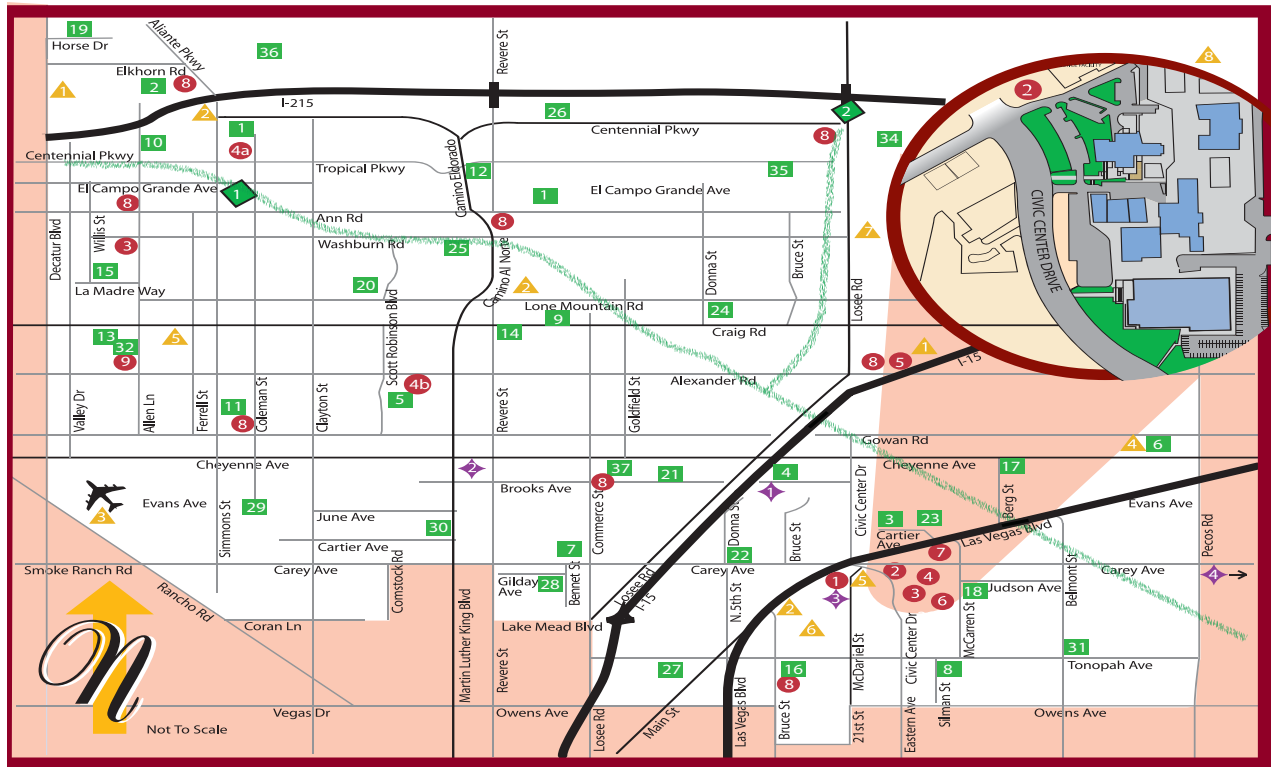 19
Horse Dr
Aliante Pkwy
36
Revere St
8
Elkhorn Rd
1
2
8
I-215
2
2
26
2
Centennial Pkwy
1
10
8
34
4a
Centennial Pkwy
Tropical Pkwy
Camino Eldorado
12
35
El Campo Grande Ave
1
1
El Campo Grande Ave
8
Ann Rd
8
CIVIC CENTER DRIVE
Decatur Blvd
Willis St
3
Washburn Rd
25
Camino Al Norte
Donna St
Bruce St
7
15
La Madre Way
20
2
Losee Rd
Lone Mountain Rd
24
9
13
32
9
5
14
Craig Rd
1
8
5
I-15
Scott Robinson Blvd
4b
Alexander Rd
5
Valley Dr
Allen Ln
Ferrell St
11
8
Coleman St
Clayton St
Revere St
Goldfield St
Gowan Rd
4
6
Cheyenne Ave
2
37
21
4
Cheyenne Ave
17
8
Brooks Ave
1
Berg St
3
Evans Ave
29
June Ave
30
Commerce St
Donna St
Bruce St
Civic Center Dr
3
23
Evans Ave
Simmons St
Cartier Ave
7
22
Cartier
Ave
7
Las Vegas Blvd
Pecos Rd
Smoke Ranch Rd
Carey Ave
Comstock Rd
Gilday
Ave
28
Bennet St
Losee Rd
I-15
Carey Ave
1
5
2
4
3
6
3
18
Judson Ave
Belmont St
Carey Ave
4
Rancho Rd
Coran Ln
Lake Mead Blvd
N.5th St
2
6
McCarren St
n
Martin Luther King Blvd
Revere St
27
16
8
McDaniel St
Civic Center Dr
8
31
Tonopah Ave
Vegas Dr
Owens Ave
Losee Rd
Main St
Las Vegas Blvd
Bruce St
21st St
Eastern Ave
Silman St
Owens Ave
Not To Scale